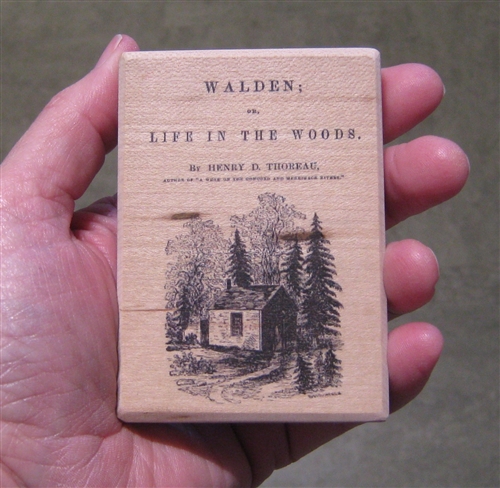 WALDEN;
OR,
LIFE IN THE WOODS.
BY HENRY D. THOREAU,
AUTHOR OF "A WEEK ON THE CONCORD AND MERRIMACK RIVERS."